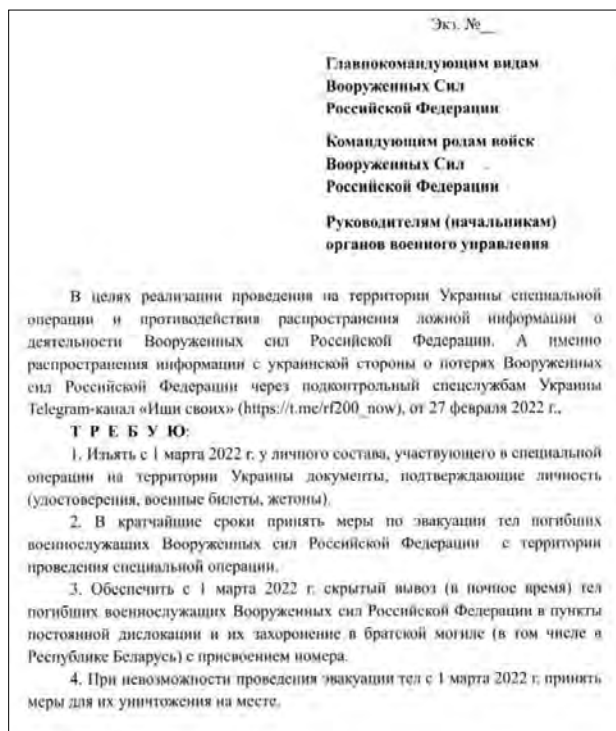 Экз. №__
Главнокомандующим видам
Вооруженных Сил
Российской Федерации
Командующим родам войск
Вооруженных Сил
Российской Федерации
Руководителям (начальникам)
органов военного управления
В целях реализации проведения на территории Украины специальной
операции и противодействия распространения ложной информации о
деятельности Вооруженных сил Российской Федерации. А именно
распространения информации с украинской стороны о потерях Вооруженных
сил Российской Федерации через подконтрольный спецслужбам Украины
Telegram-канал «Ищи своих» (https://t.me/rf200_now), от 27 февраля 2022 г.,
Т Р Е Б У Ю:
1. Изъять с 1 марта 2022 г. у личного состава, участвующего в специальной
операции на территории Украины документы, подтверждающие личность
(удостоверения, военные билеты, жетоны).
2. В кратчайшие сроки принять меры по эвакуации тел погибших
военнослужащих Вооруженных сил Российской Федерации с территории
проведения специальной операции.
3. Обеспечить с 1 марта 2022 г. скрытый вывоз (в ночное время) тел
погибших военнослужащих Вооруженных сил Российской Федерации в пункты
постоянной дислокации и их захоронение в братской могиле (в том числе в
Республике Беларусь) с присвоением номера.
4. При невозможности проведения эвакуации тел с 1 марта 2022 г. принять
меры для их уничтожения на месте.